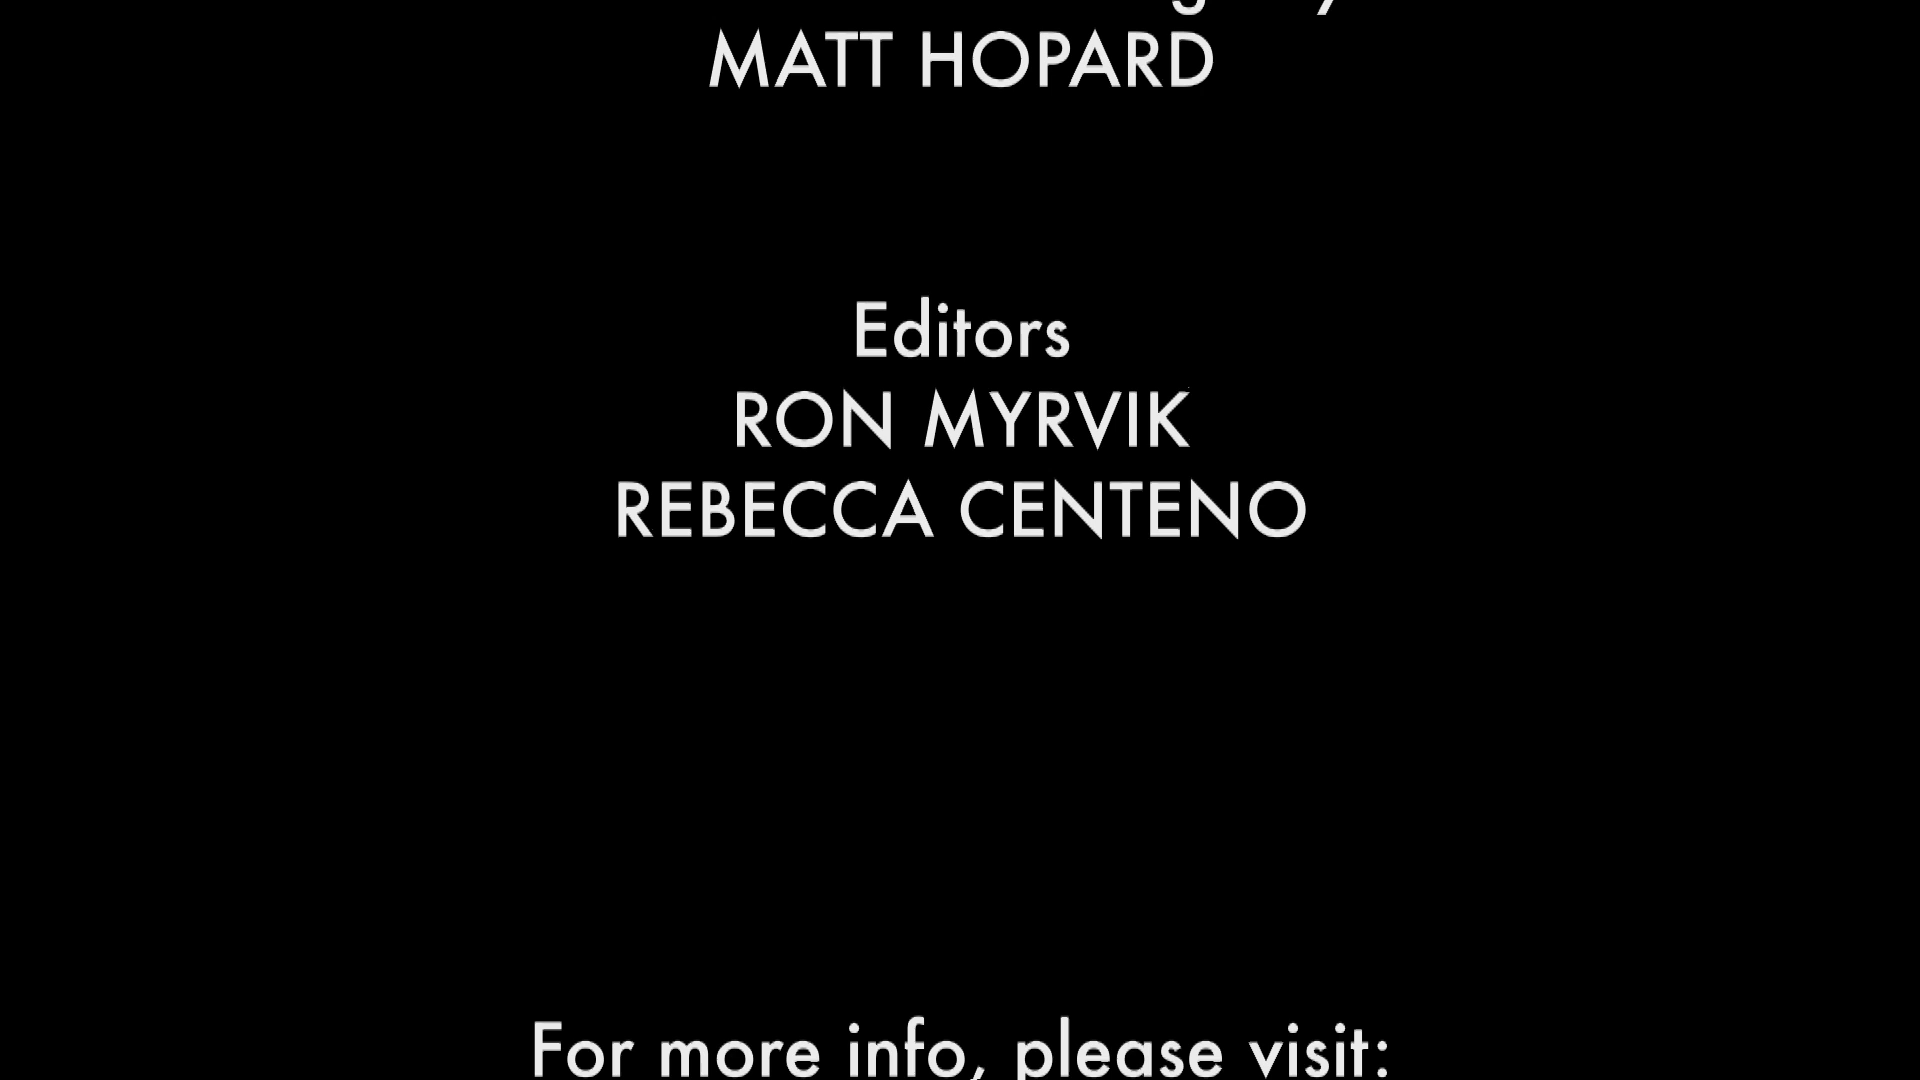 MATT HOPARD
Editors
RON MYRVIK
REBECCA CENTENO
For more info, please visit: